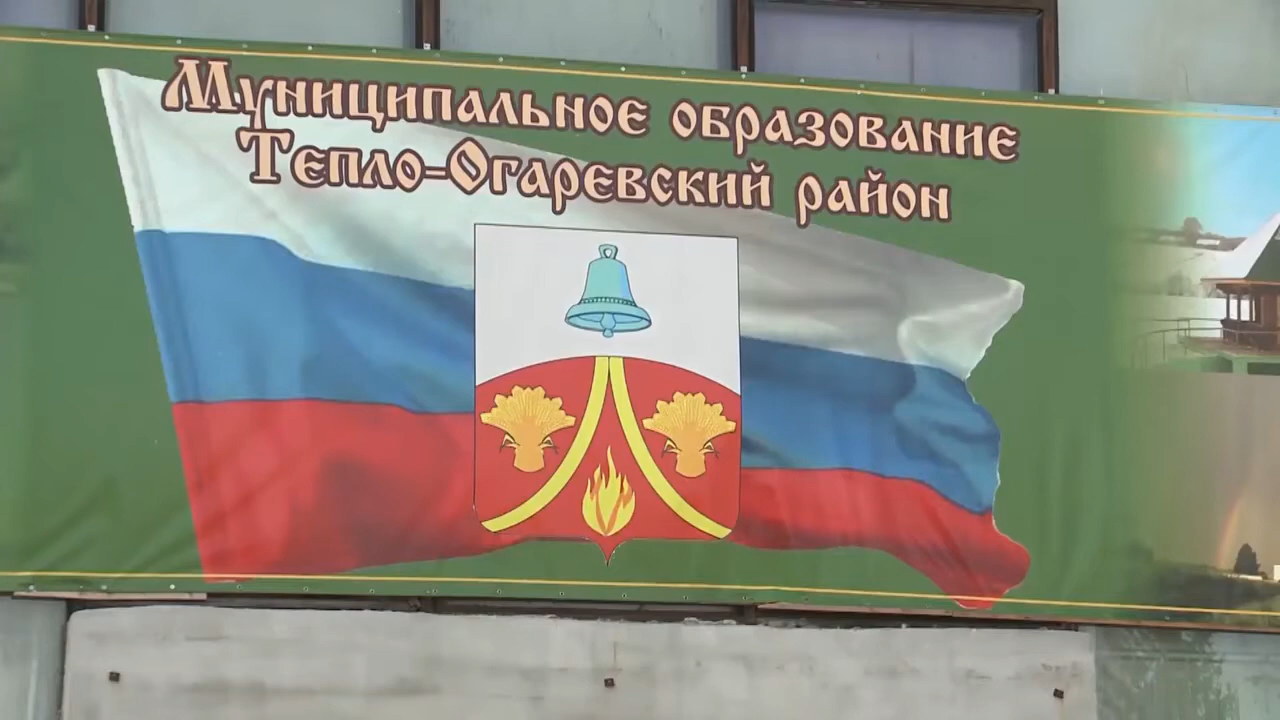 Муниципальное образование
Тепло-Огаревский район